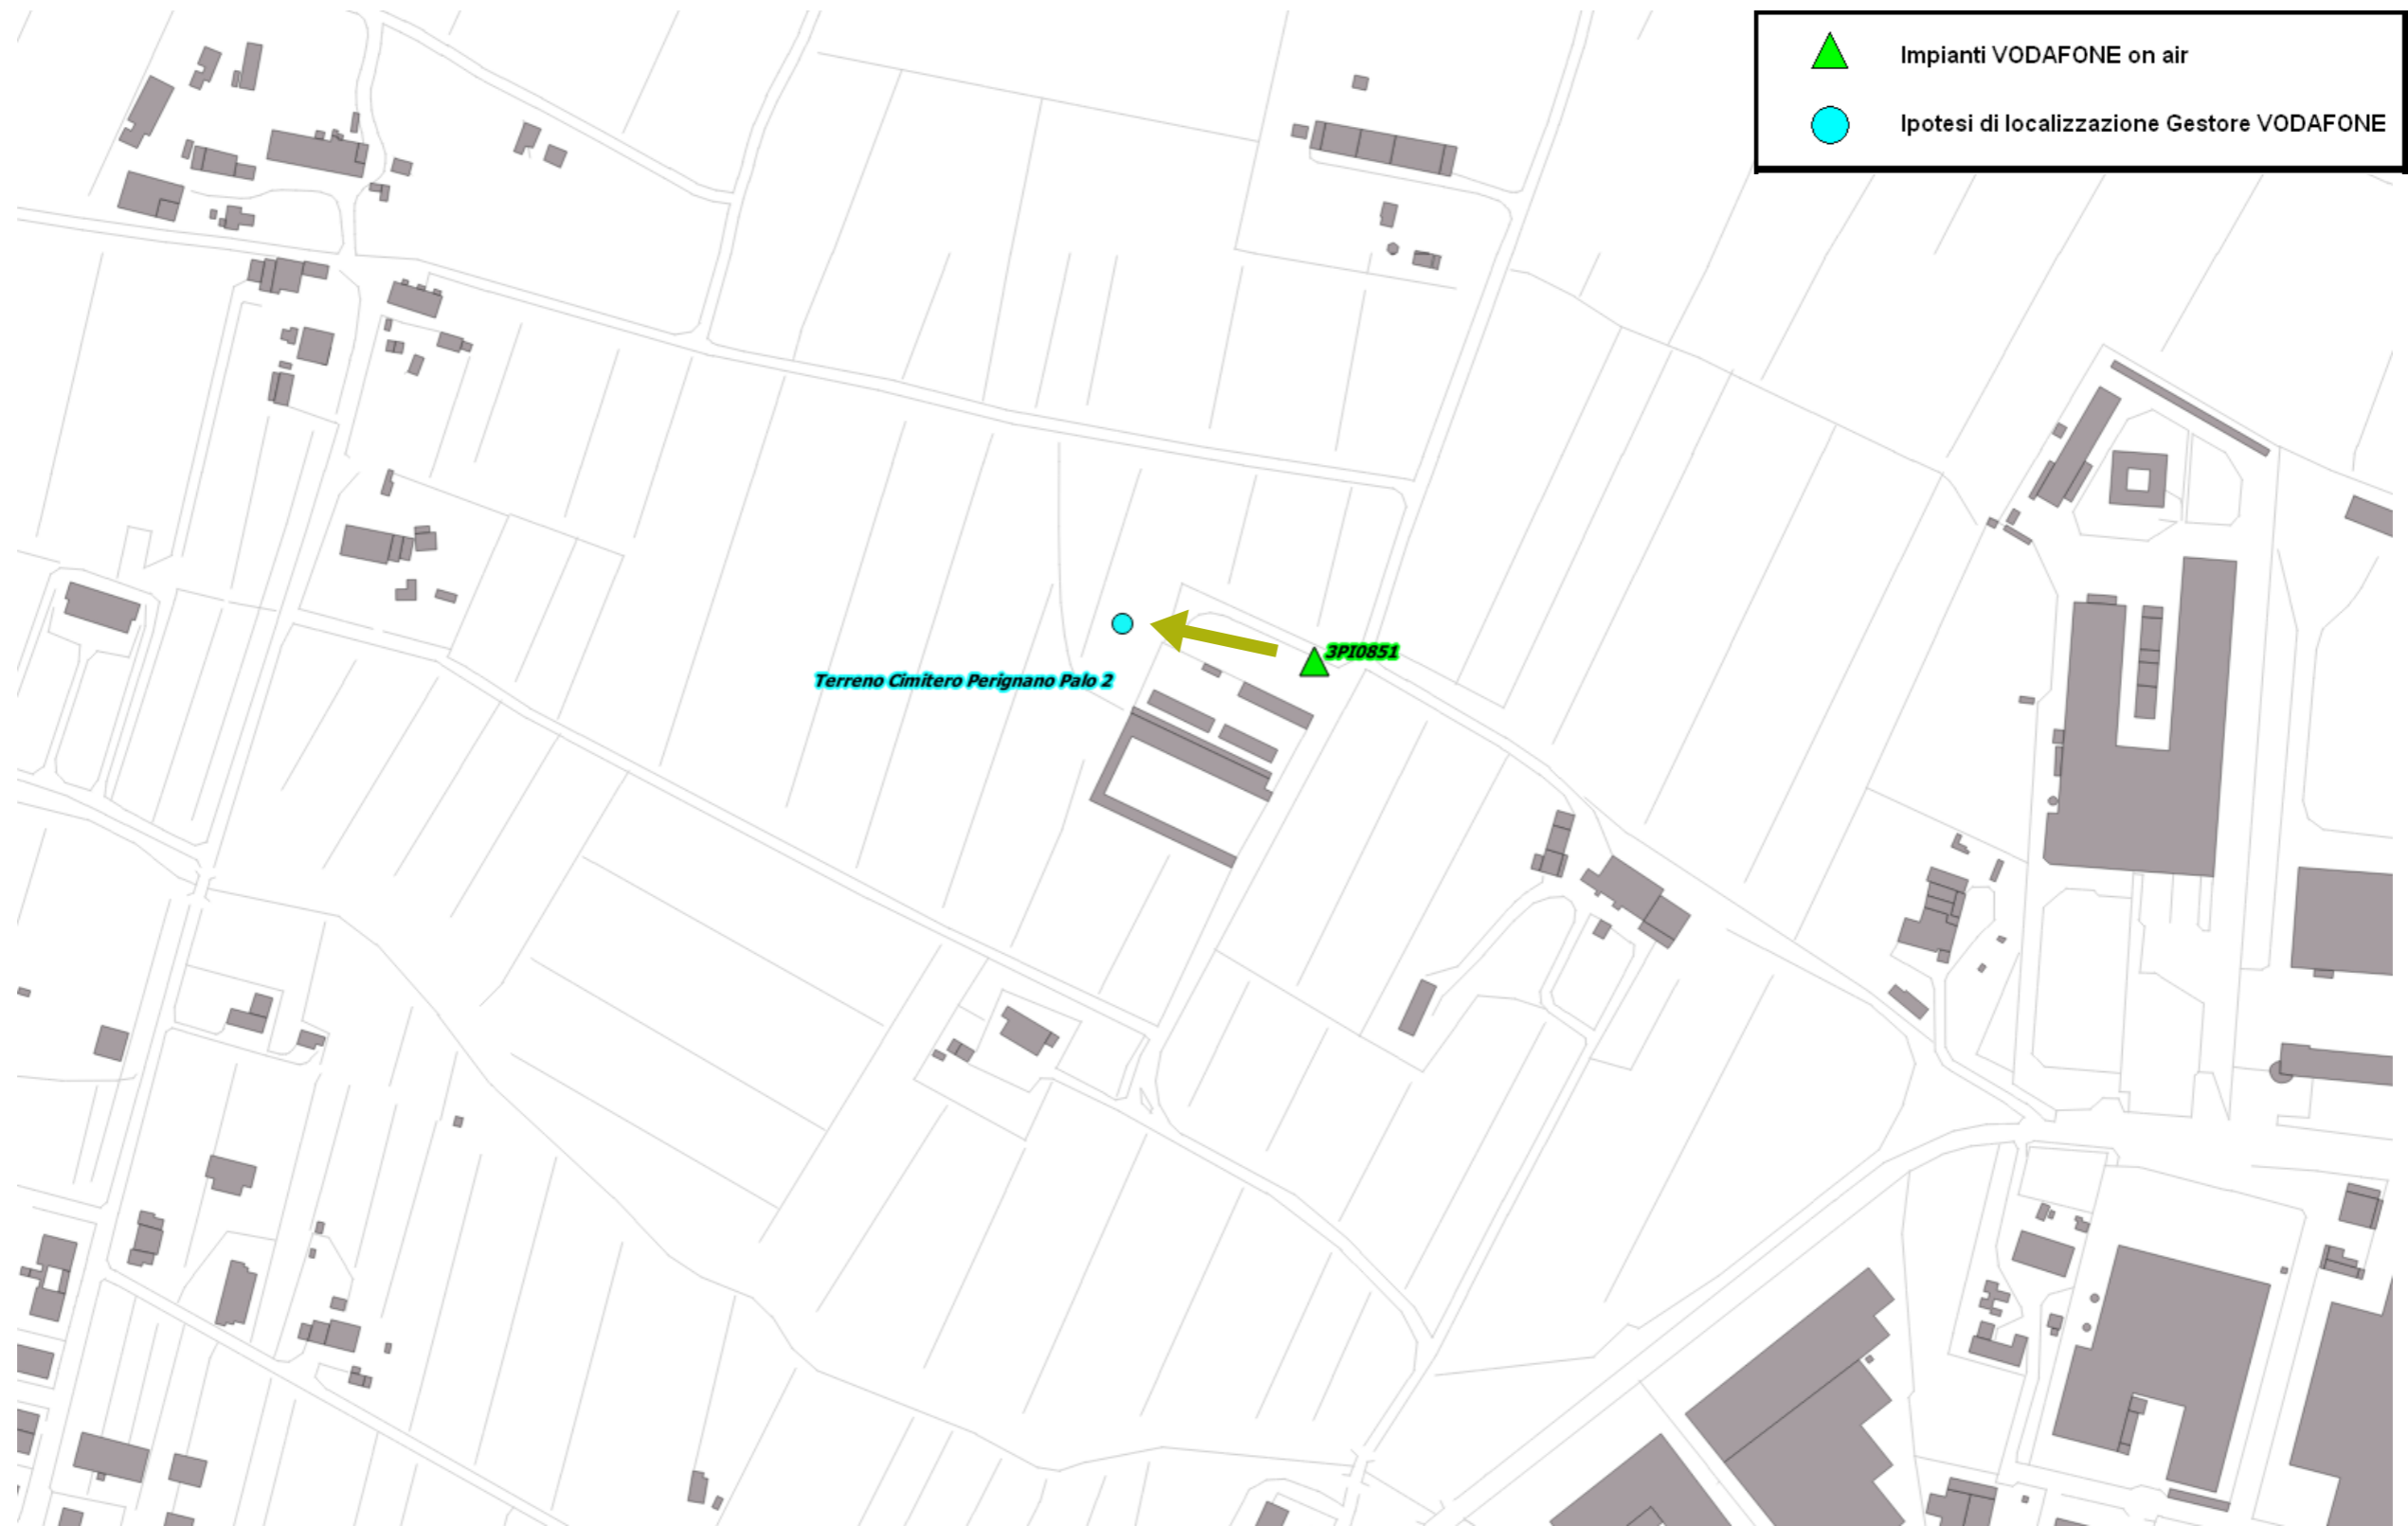 Impianti VODAFONE on air
Ipotesi di localizzazione Gestore VODAFONE
3PI0851
Terreno Cimitero Perignano Palo 2